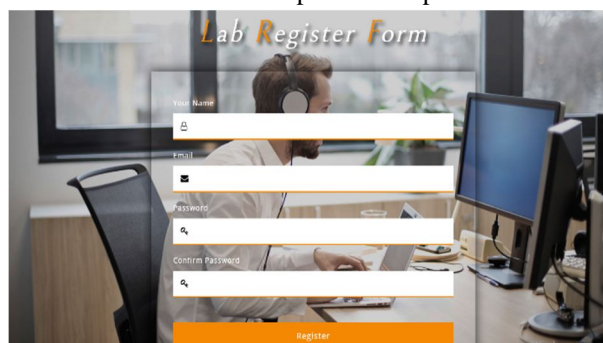 Lab Register Form
Your Name
Email
Password
Confirm Password
Register